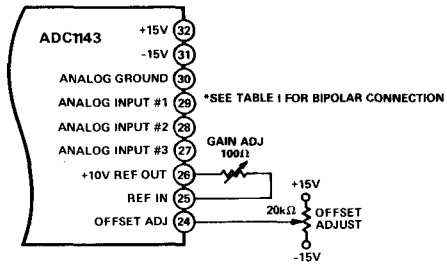 ADC1143
+15V 32
-15V 31
ANALOG GROUND 30
ANALOG INPUT #1 29 *SEE TABLE I FOR BIPOLAR CONNECTION
ANALOG INPUT #2 28
ANALOG INPUT #3 27
GAIN ADJ
100Ω
+10V REF OUT 26
REF IN 25
OFFSET ADJ 24
+15V
20kΩ OFFSET
ADJUST
-15V